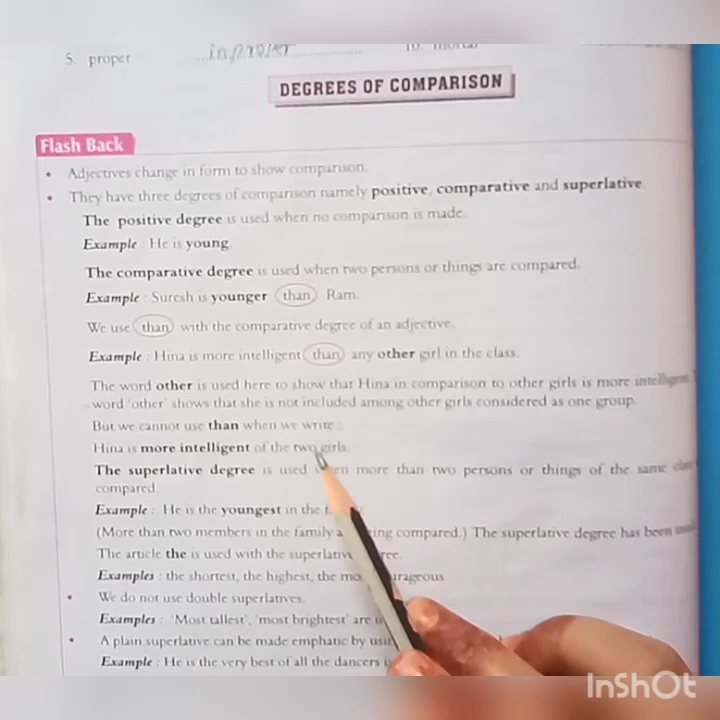 5. proper
10.
DEGREES OF COMPARISON
Flash Back
• Adjectives change in form to show comparison.
• They have three degrees of comparison namely positive, comparative and superlative.
The positive degree is used when no comparison is made.
Example : He is young.
The comparative degree is used when two persons or things are compared.
Example : Suresh is younger than Ram.
We use than with the comparative degree of an adjective.
Example : Hina is more intelligent than any other girl in the class.
The word other is used here to show that Hina in comparison to other girls is more intelligent.
word 'other' shows that she is not included among other girls considered as one group.
But we cannot use than when we write :
Hina is more intelligent of the two girls.
The superlative degree is used when more than two persons or things of the same
compared.
Example : He is the youngest in the
(More than two members in the family being compared.) The superlative degree has been
The article the is used with the superlative
Examples : the shortest, the highest, the
• We do not use double superlatives.
Examples : 'Most tallest', 'most brightest' are
• A plain superlative can be made emphatic by
Example : He is the very best of all the dancers
InShOt